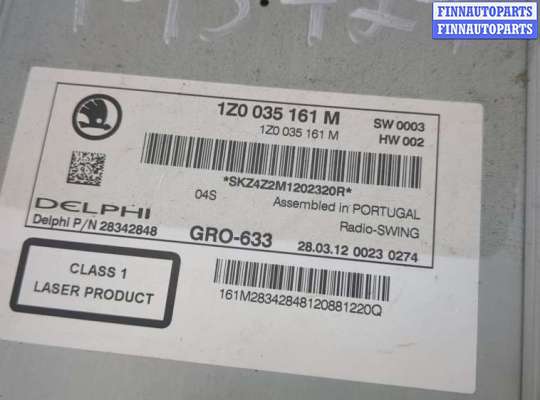 FINNAUTOPARTS
FINNAUTOPARTS
1Z0 035 161 M
SW 0003
1Z0 035 161 M
HW 002
*SKZ4Z2M1202320R*
04S
Assembled in PORTUGAL
DELPHI
Radio-SWING
Delphi P/N 28342848
GRO-633
28.03.12 0023 0274
CLASS 1
LASER PRODUCT
161M28342848120881220Q